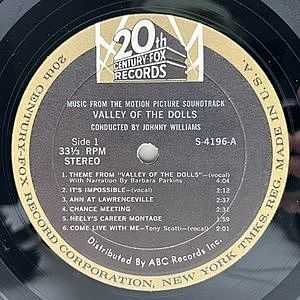 20th
CENTURY-FOX
RECORDS
MUSIC FROM THE MOTION PICTURE SOUNDTRACK
VALLEY OF THE DOLLS
CONDUCTED BY JOHNNY WILLIAMS
Side 1
S-4196-A
33⅓ RPM
STEREO
1. THEME FROM "VALLEY OF THE DOLLS"—(vocal)
With Narration By Barbara Parkins 4:04
2. IT'S IMPOSSIBLE—(vocal) 2:12
3. ANN AT LAWRENCEVILLE 2:37
4. CHANCE MEETING 2:31
5. NEELY'S CAREER MONTAGE 1:59
6. COME LIVE WITH ME—Tony Scotti—(vocal) 2:01
Distributed By ABC Records Inc.
20th CENTURY-FOX RECORD CORPORATION, NEW YORK TMKS. REG. MADE IN U.S.A.